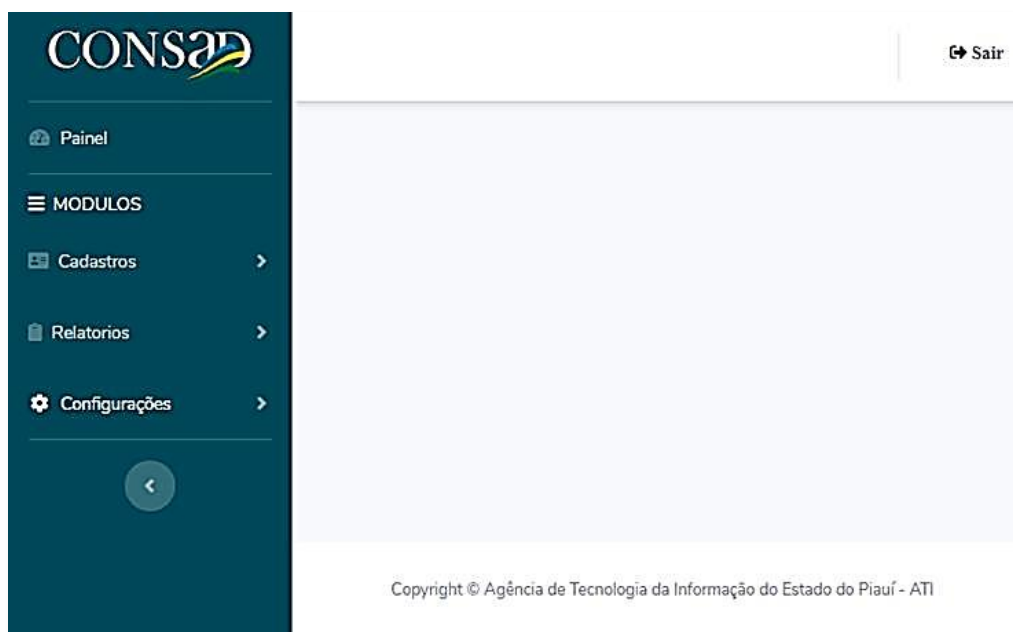 CONSAD
Sair
Painel
MODULOS
Cadastros
Relatorios
Configurações
Copyright © Agência de Tecnologia da Informação do Estado do Piauí - ATI